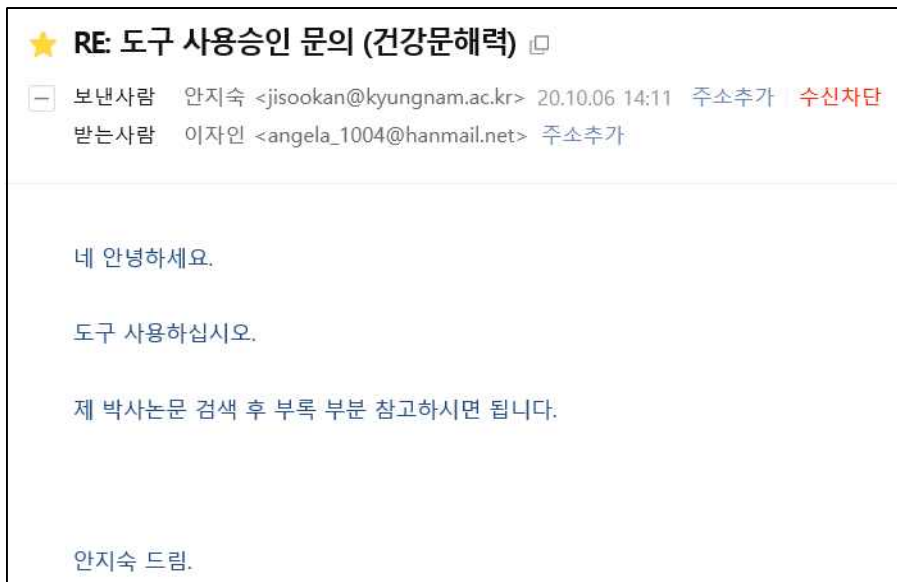 RE: 도구 사용승인 문의 (건강문해력)
보낸사람 안지숙 <jisookan@kyungnam.ac.kr> 20.10.06 14:11 주소추가 수신차단
받는사람 이자인 <angela_1004@hanmail.net> 주소추가
네 안녕하세요.
도구 사용하십시오.
제 박사논문 검색 후 부록 부분 참고하시면 됩니다.
안지숙 드림.